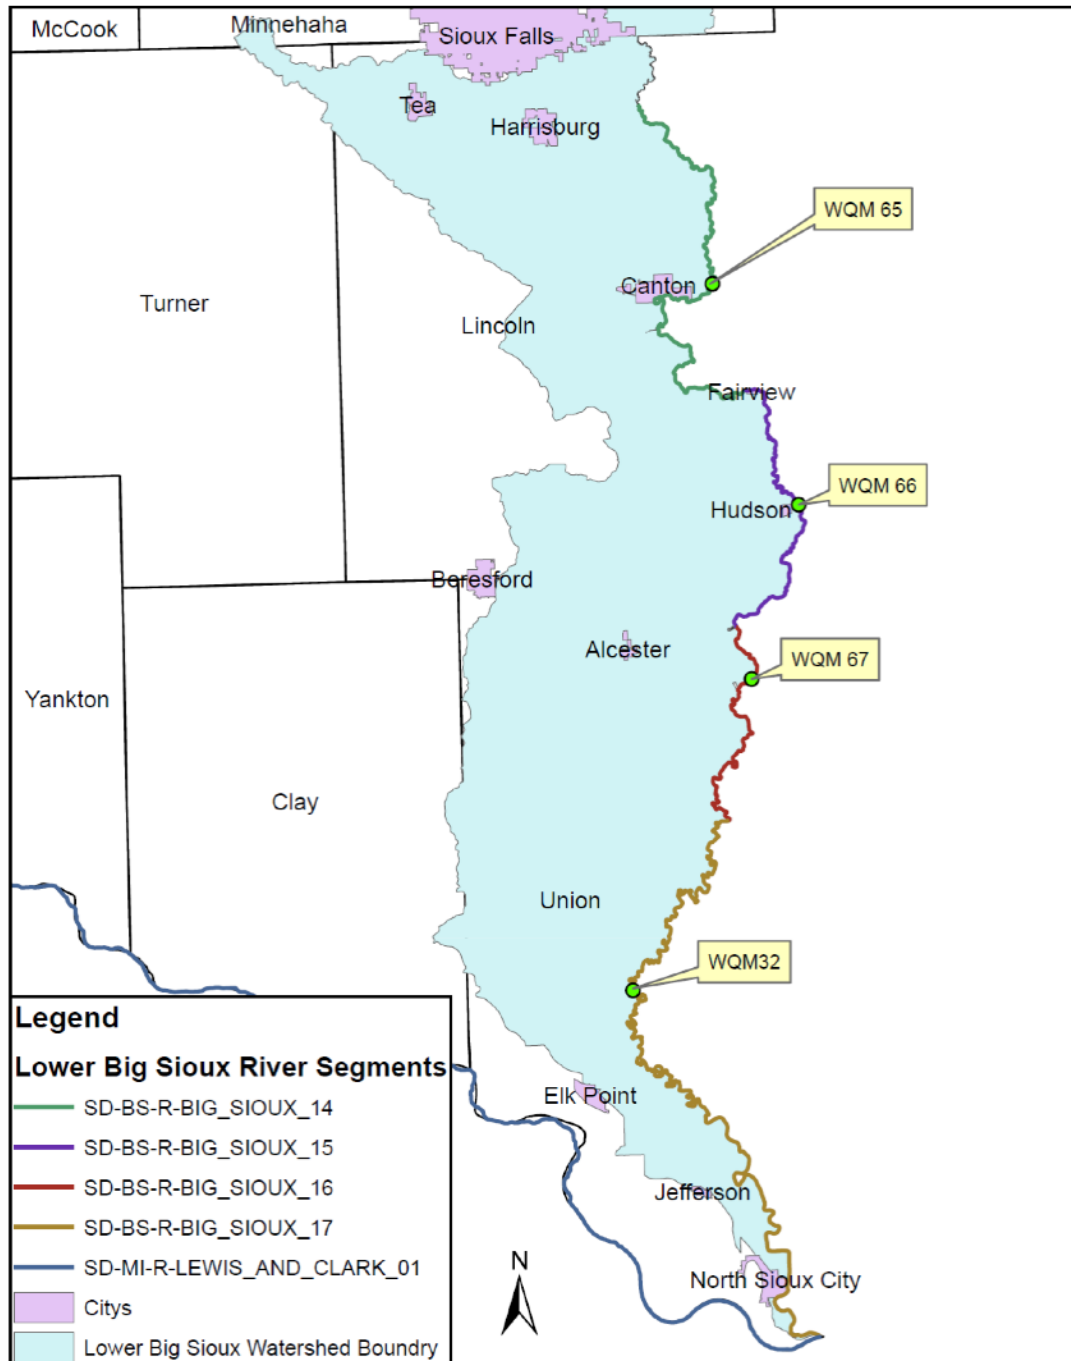 McCook
Minnehaha
Sioux Falls
Tea
Harrisburg
WQM 65
Canton
Turner
Lincoln
Fairview
WQM 66
Hudson
Beresford
Alcester
WQM 67
Yankton
Clay
Union
WQM32
Legend
Lower Big Sioux River Segments
SD-BS-R-BIG_SIOUX_14
SD-BS-R-BIG_SIOUX_15
SD-BS-R-BIG_SIOUX_16
SD-BS-R-BIG_SIOUX_17
SD-MI-R-LEWIS_AND_CLARK_01
Citys
Lower Big Sioux Watershed Boundry
Elk Point
Jefferson
N
North Sioux City